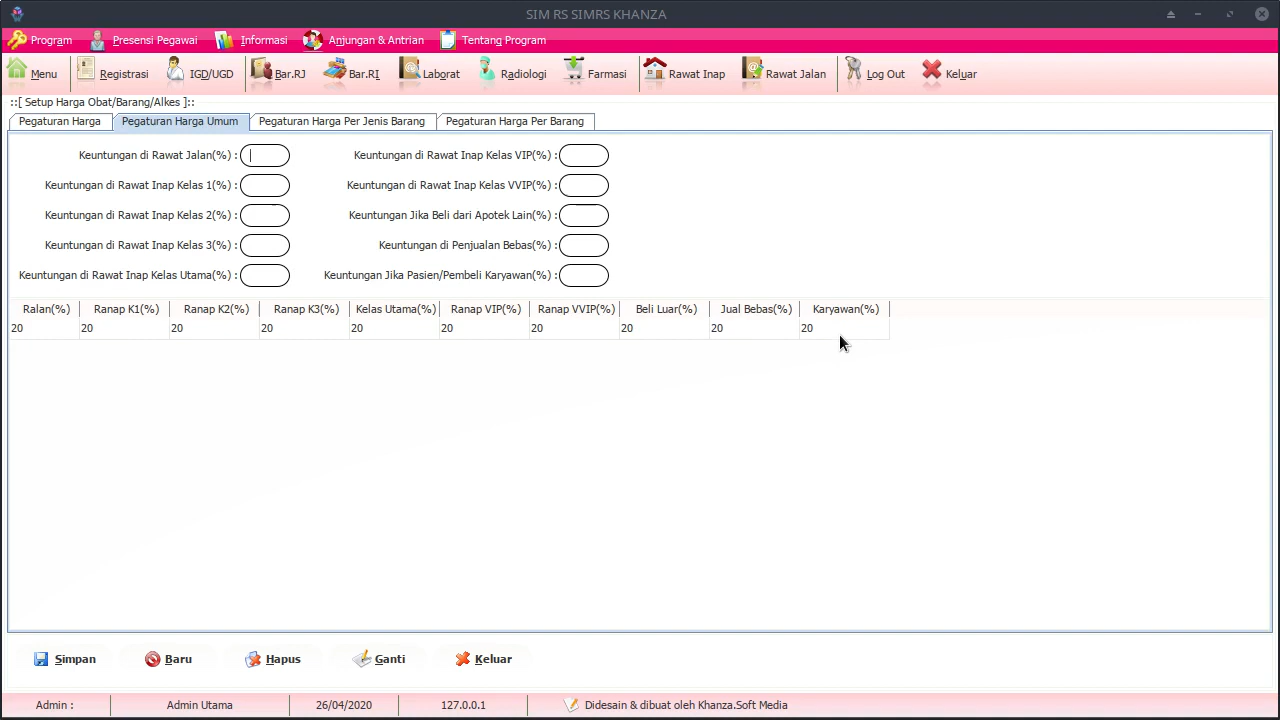 SIM RS SIMRS KHANZA
Program Presensi Pegawai Informasi Anjungan & Antrian Tentang Program
Menu Registrasi IGD/UGD Bar.RJ Bar.RI Laborat Radiologi Farmasi Rawat Inap Rawat Jalan Log Out Keluar
::[ Setup Harga Obat/Barang/Alkes ]::
Pegaturan Harga Pegaturan Harga Umum Pegaturan Harga Per Jenis Barang Pegaturan Harga Per Barang
Keuntungan di Rawat Jalan(%) : Keuntungan di Rawat Inap Kelas VIP(%) :
Keuntungan di Rawat Inap Kelas 1(%) : Keuntungan di Rawat Inap Kelas VVIP(%) :
Keuntungan di Rawat Inap Kelas 2(%) : Keuntungan Jika Beli dari Apotek Lain(%) :
Keuntungan di Rawat Inap Kelas 3(%) : Keuntungan di Penjualan Bebas(%) :
Keuntungan di Rawat Inap Kelas Utama(%) : Keuntungan Jika Pasien/Pembeli Karyawan(%) :
Ralan(%) Ranap K1(%) Ranap K2(%) Ranap K3(%) Kelas Utama(%) Ranap VIP(%) Ranap VVIP(%) Beli Luar(%) Jual Bebas(%) Karyawan(%)
20 20 20 20 20 20 20 20 20 20
Simpan Baru Hapus Ganti Keluar
Admin : Admin Utama 26/04/2020 127.0.0.1 Didesain & dibuat oleh Khanza.Soft Media